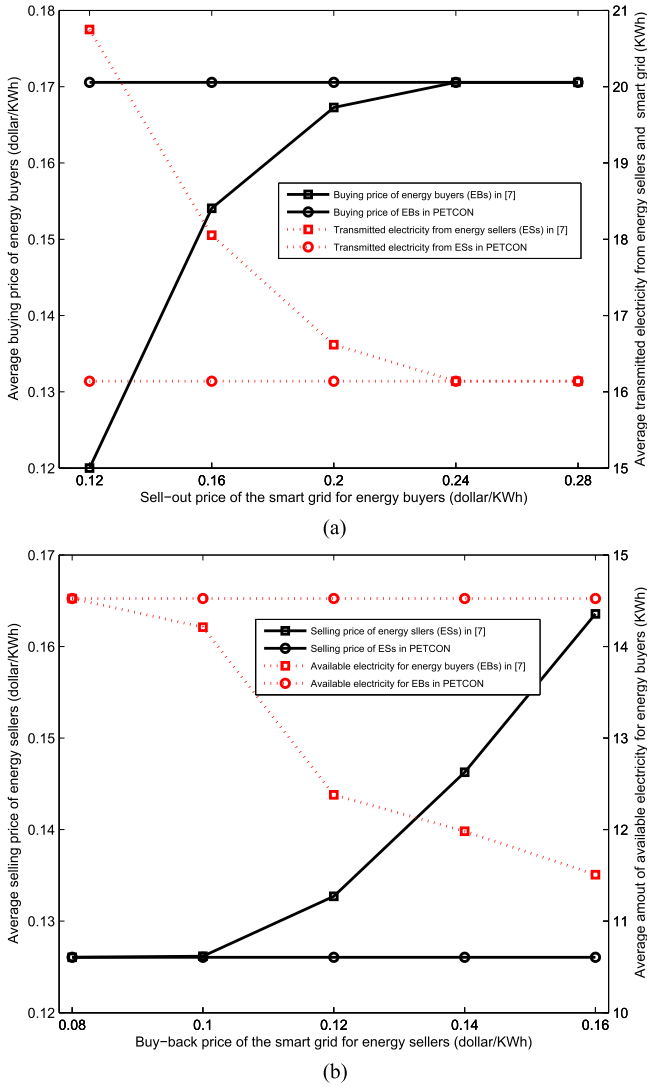 0.18
0.17
0.16
0.15
0.14
0.13
0.12
Average buying price of energy buyers (dollar/KWh)
21
20
19
18
17
16
15
Average transmitted electricity from energy sellers and smart grid (KWh)
Buying price of energy buyers (EBs) in [7]
Buying price of EBs in PETCON
Transmitted electricity from energy sellers (ESs) in [7]
Transmitted electricity from ESs in PETCON
0.12 0.16 0.2 0.24 0.28
Sell−out price of the smart grid for energy buyers (dollar/KWh)
(a)
0.17
0.16
0.15
0.14
0.13
0.12
Average selling price of energy sellers (dollar/KWh)
15
14
13
12
11
10
Average amout of available electricity for energy buyers (KWh)
Selling price of energy sllers (ESs) in [7]
Selling price of ESs in PETCON
Available electricity for energy buyers (EBs) in [7]
Available electricity for EBs in PETCON
0.08 0.1 0.12 0.14 0.16
Buy−back price of the smart grid for energy sellers (dollar/KWh)
(b)